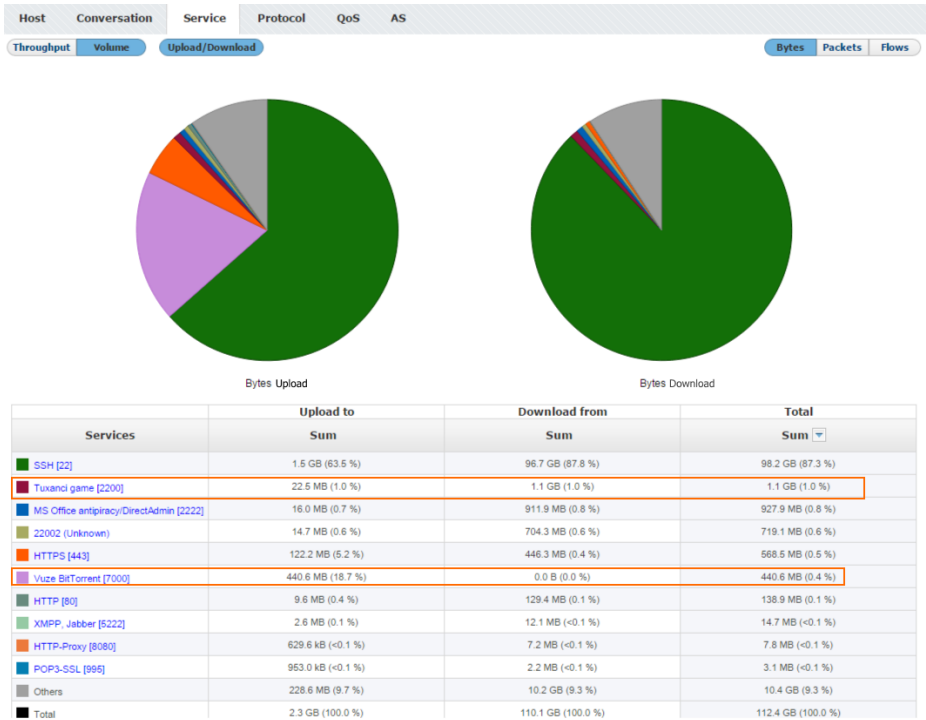 Host Conversation Service Protocol QoS AS
Throughput Volume Upload/Download Bytes Packets Flows
Bytes Upload Bytes Download
Upload to Download from Total
Services Sum Sum Sum
SSH [22] 1.5 GB (63.5 %) 96.7 GB (87.8 %) 98.2 GB (87.3 %)
Tuxanci game [2200] 22.5 MB (1.0 %) 1.1 GB (1.0 %) 1.1 GB (1.0 %)
MS Office antipiracy/DirectAdmin [2222] 16.0 MB (0.7 %) 911.9 MB (0.8 %) 927.9 MB (0.8 %)
22002 (Unknown) 14.7 MB (0.6 %) 704.3 MB (0.6 %) 719.1 MB (0.6 %)
HTTPS [443] 122.2 MB (5.2 %) 446.3 MB (0.4 %) 568.5 MB (0.5 %)
Vuze BitTorrent [7000] 440.6 MB (18.7 %) 0.0 B (0.0 %) 440.6 MB (0.4 %)
HTTP [80] 9.6 MB (0.4 %) 129.4 MB (0.1 %) 138.9 MB (0.1 %)
XMPP, Jabber [5222] 2.6 MB (0.1 %) 12.1 MB (<0.1 %) 14.7 MB (<0.1 %)
HTTP-Proxy [8080] 629.6 kB (<0.1 %) 7.2 MB (<0.1 %) 7.8 MB (<0.1 %)
POP3-SSL [995] 953.0 kB (<0.1 %) 2.2 MB (<0.1 %) 3.1 MB (<0.1 %)
Others 228.6 MB (9.7 %) 10.2 GB (9.3 %) 10.4 GB (9.3 %)
Total 2.3 GB (100.0 %) 110.1 GB (100.0 %) 112.4 GB (100.0 %)